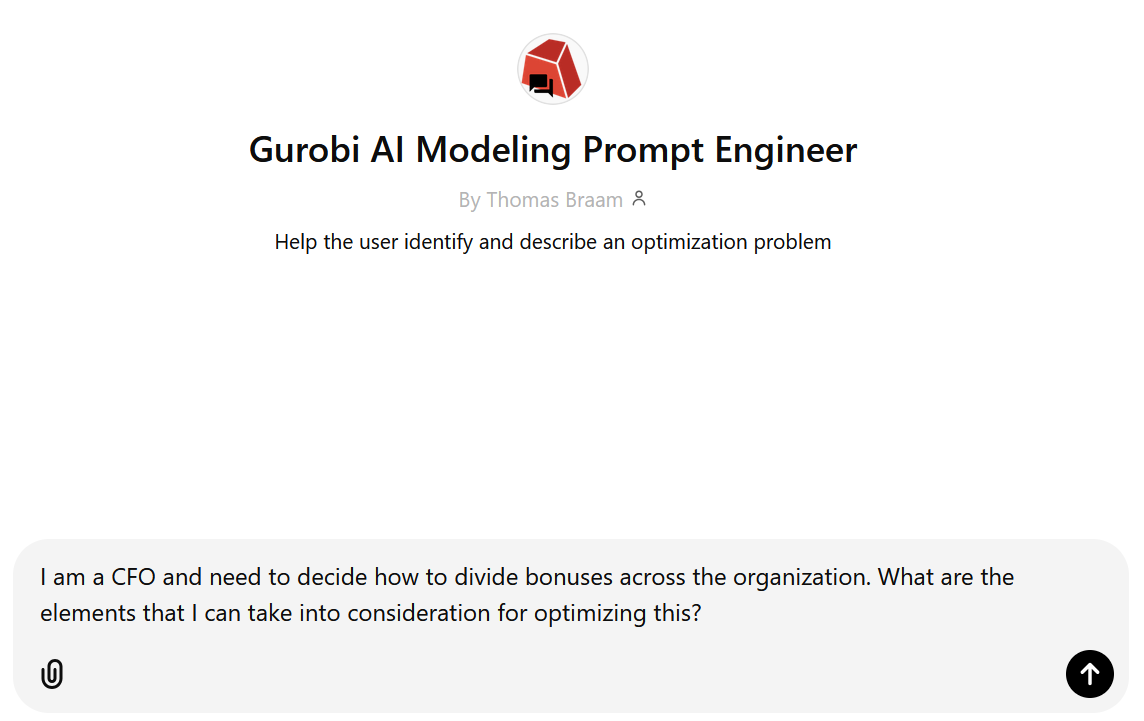 Gurobi AI Modeling Prompt Engineer
By Thomas Braam
Help the user identify and describe an optimization problem
I am a CFO and need to decide how to divide bonuses across the organization. What are the
elements that I can take into consideration for optimizing this?